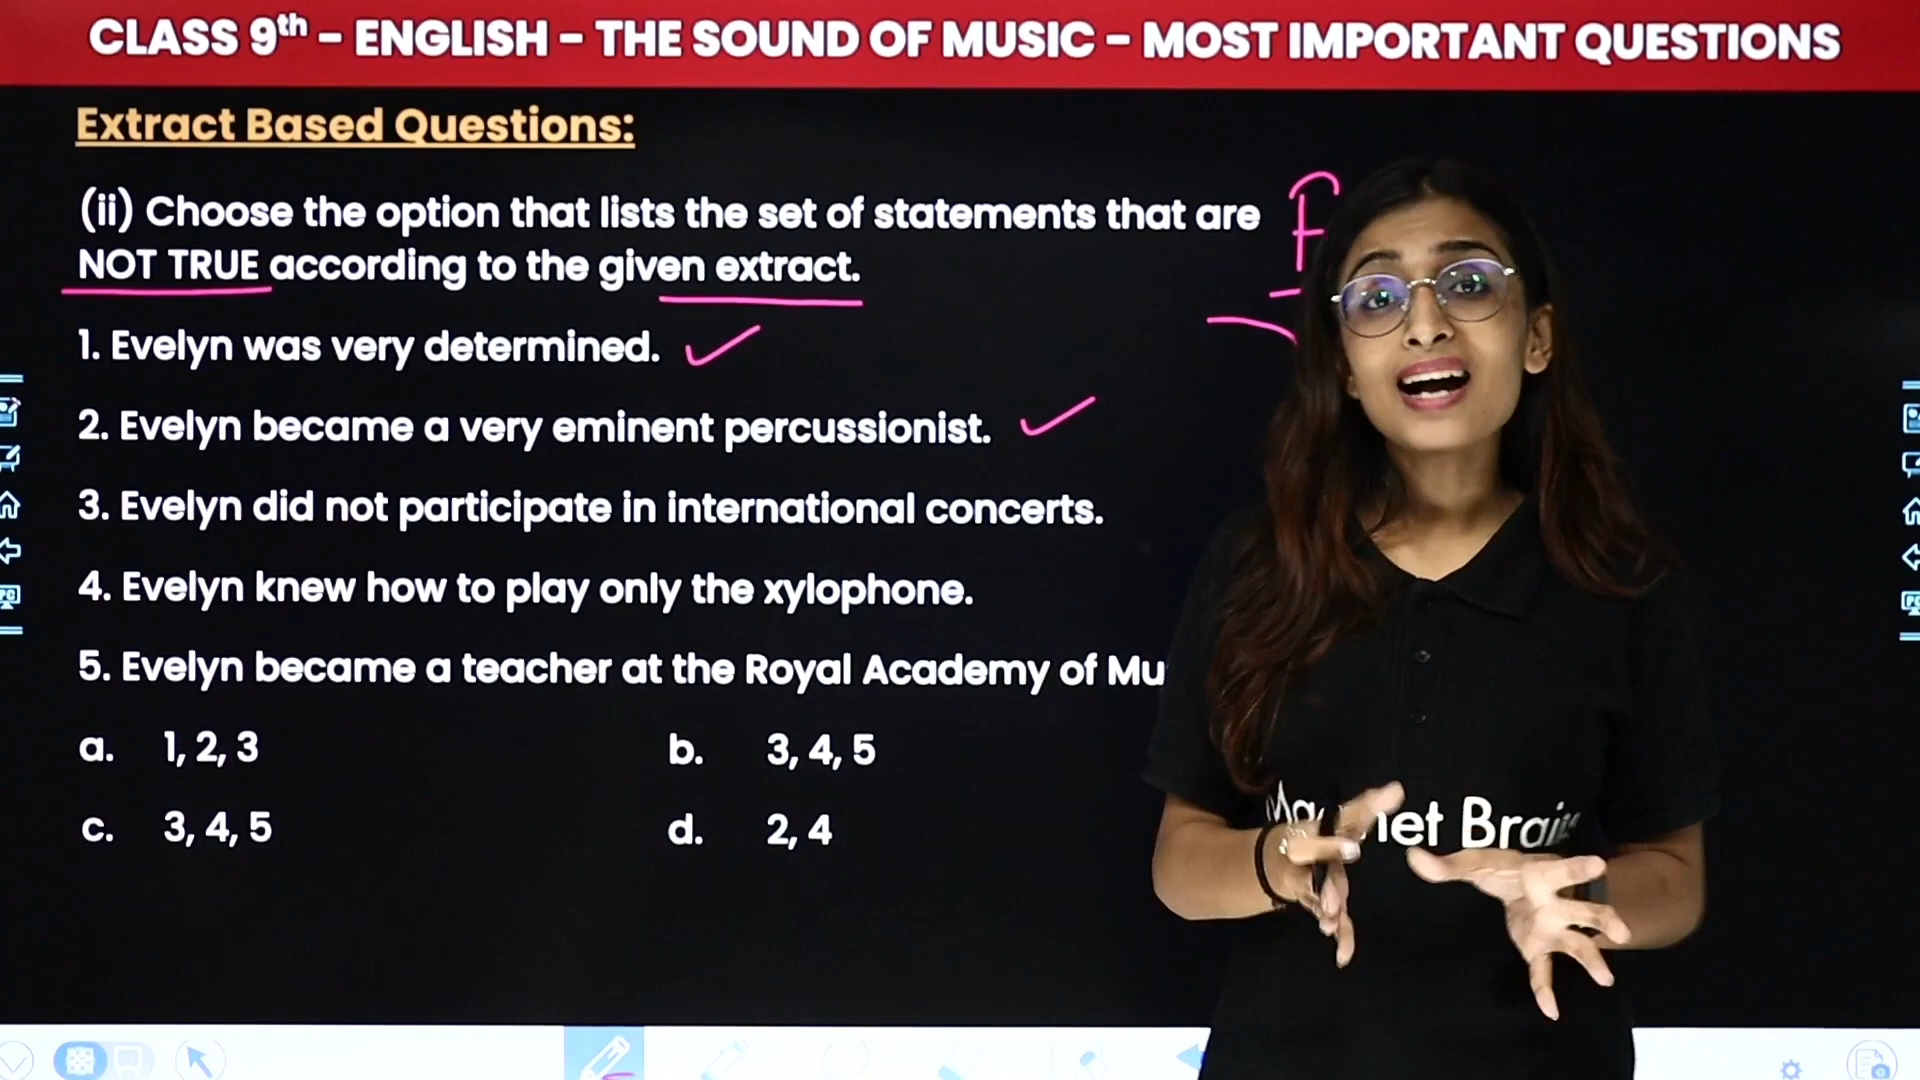 CLASS 9th - ENGLISH - THE SOUND OF MUSIC - MOST IMPORTANT QUESTIONS
Extract Based Questions:
(ii) Choose the option that lists the set of statements that are
NOT TRUE according to the given extract.
1. Evelyn was very determined.
2. Evelyn became a very eminent percussionist.
3. Evelyn did not participate in international concerts.
4. Evelyn knew how to play only the xylophone.
5. Evelyn became a teacher at the Royal Academy of Mu
a. 1, 2, 3
b. 3, 4, 5
c. 3, 4, 5
d. 2, 4